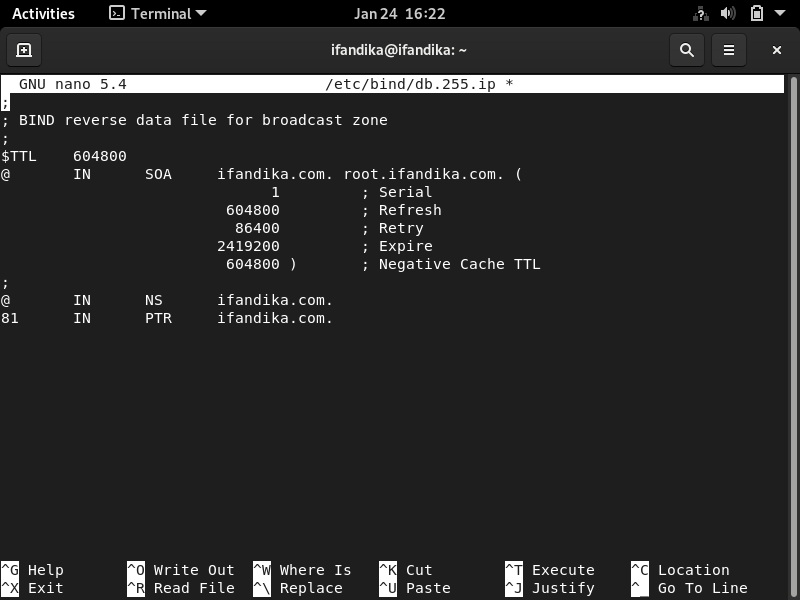 Activities Terminal Jan 24 16:22
ifandika@ifandika: ~
GNU nano 5.4 /etc/bind/db.255.ip *
;
; BIND reverse data file for broadcast zone
;
$TTL 604800
@ IN SOA ifandika.com. root.ifandika.com. (
1 ; Serial
604800 ; Refresh
86400 ; Retry
2419200 ; Expire
604800 ) ; Negative Cache TTL
;
@ IN NS ifandika.com.
81 IN PTR ifandika.com.
^G Help ^O Write Out ^W Where Is ^K Cut ^T Execute ^C Location
^X Exit ^R Read File ^\ Replace ^U Paste ^J Justify ^_ Go To Line